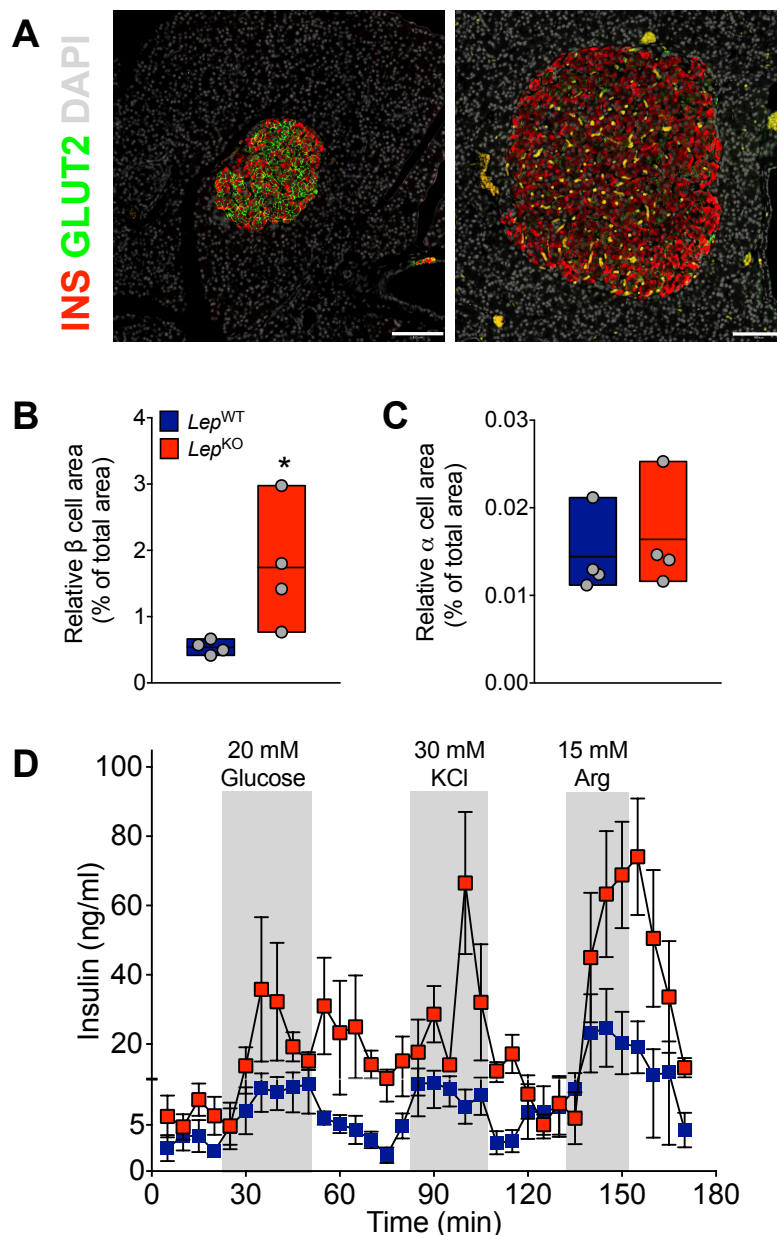 A
INS GLUT2 DAPI
B
Relative β cell area
(% of total area)
4
3
2
1
0
Lep^WT
Lep^KO
*
C
Relative α cell area
(% of total area)
0.03
0.02
0.01
0.00
D
20 mM
Glucose
30 mM
KCl
15 mM
Arg
Insulin (ng/ml)
100
80
60
40
20
5
0
0 30 60 90 120 150 180
Time (min)